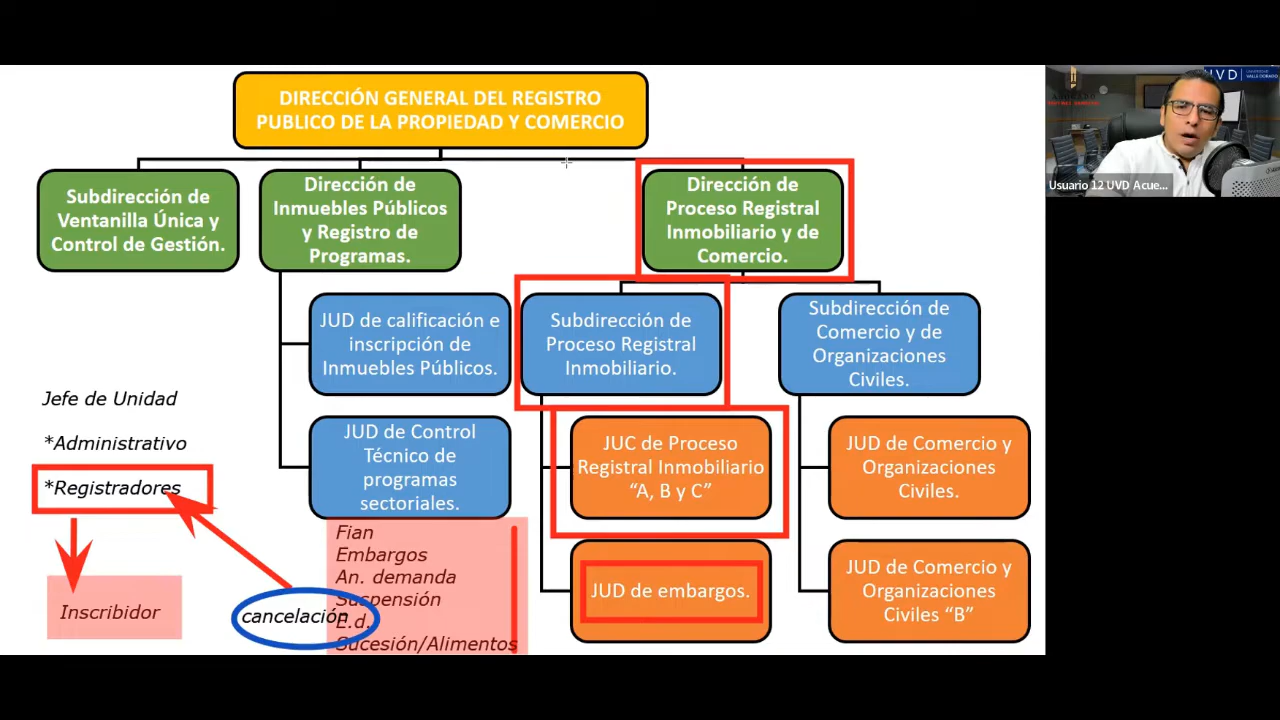 DIRECCIÓN GENERAL DEL REGISTRO
PUBLICO DE LA PROPIEDAD Y COMERCIO
Subdirección de
Ventanilla Única y
Control de Gestión.
Dirección de
Inmuebles Públicos
y Registro de
Programas.
Dirección de
Proceso Registral
Inmobiliario y de
Comercio.
JUD de calificación e
inscripción de
Inmuebles Públicos.
Subdirección de
Proceso Registral
Inmobiliario.
Subdirección de
Comercio y de
Organizaciones
Civiles.
JUD de Control
Técnico de
programas
sectoriales.
JUC de Proceso
Registral Inmobiliario
“A, B y C”
JUD de Comercio y
Organizaciones
Civiles.
JUD de embargos.
JUD de Comercio y
Organizaciones
Civiles “B”
Jefe de Unidad
*Administrativo
*Registradores
Inscribidor
cancelación
Fian
Embargos
An. demanda
Suspensión
E.d.
Sucesión/Alimentos
UVD
UNIVERSIDAD
VALLE DORADO
Usuario 12 UVD Acue...